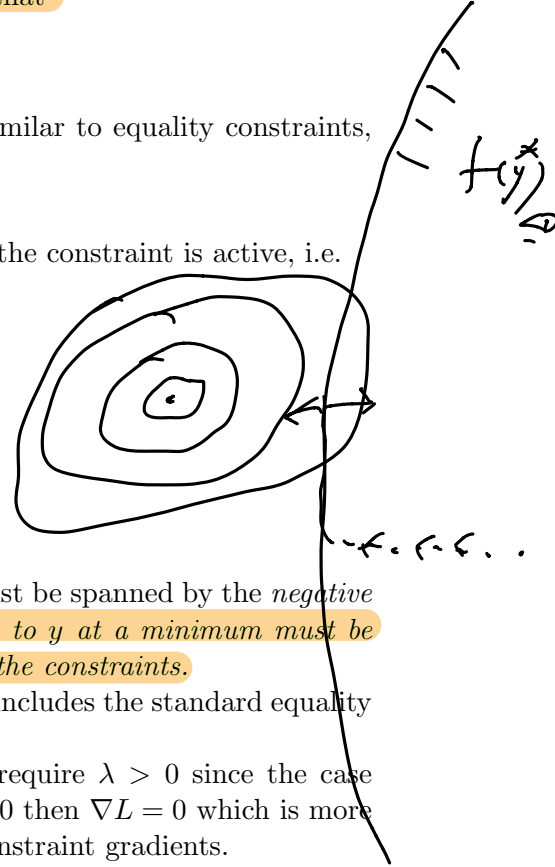 milar to equality constraints,
f(y*)
the constraint is active, i.e.
st be spanned by the negative
to y at a minimum must be
the constraints.
includes the standard equality
require λ > 0 since the case
0 then ∇L = 0 which is more
nstraint gradients.